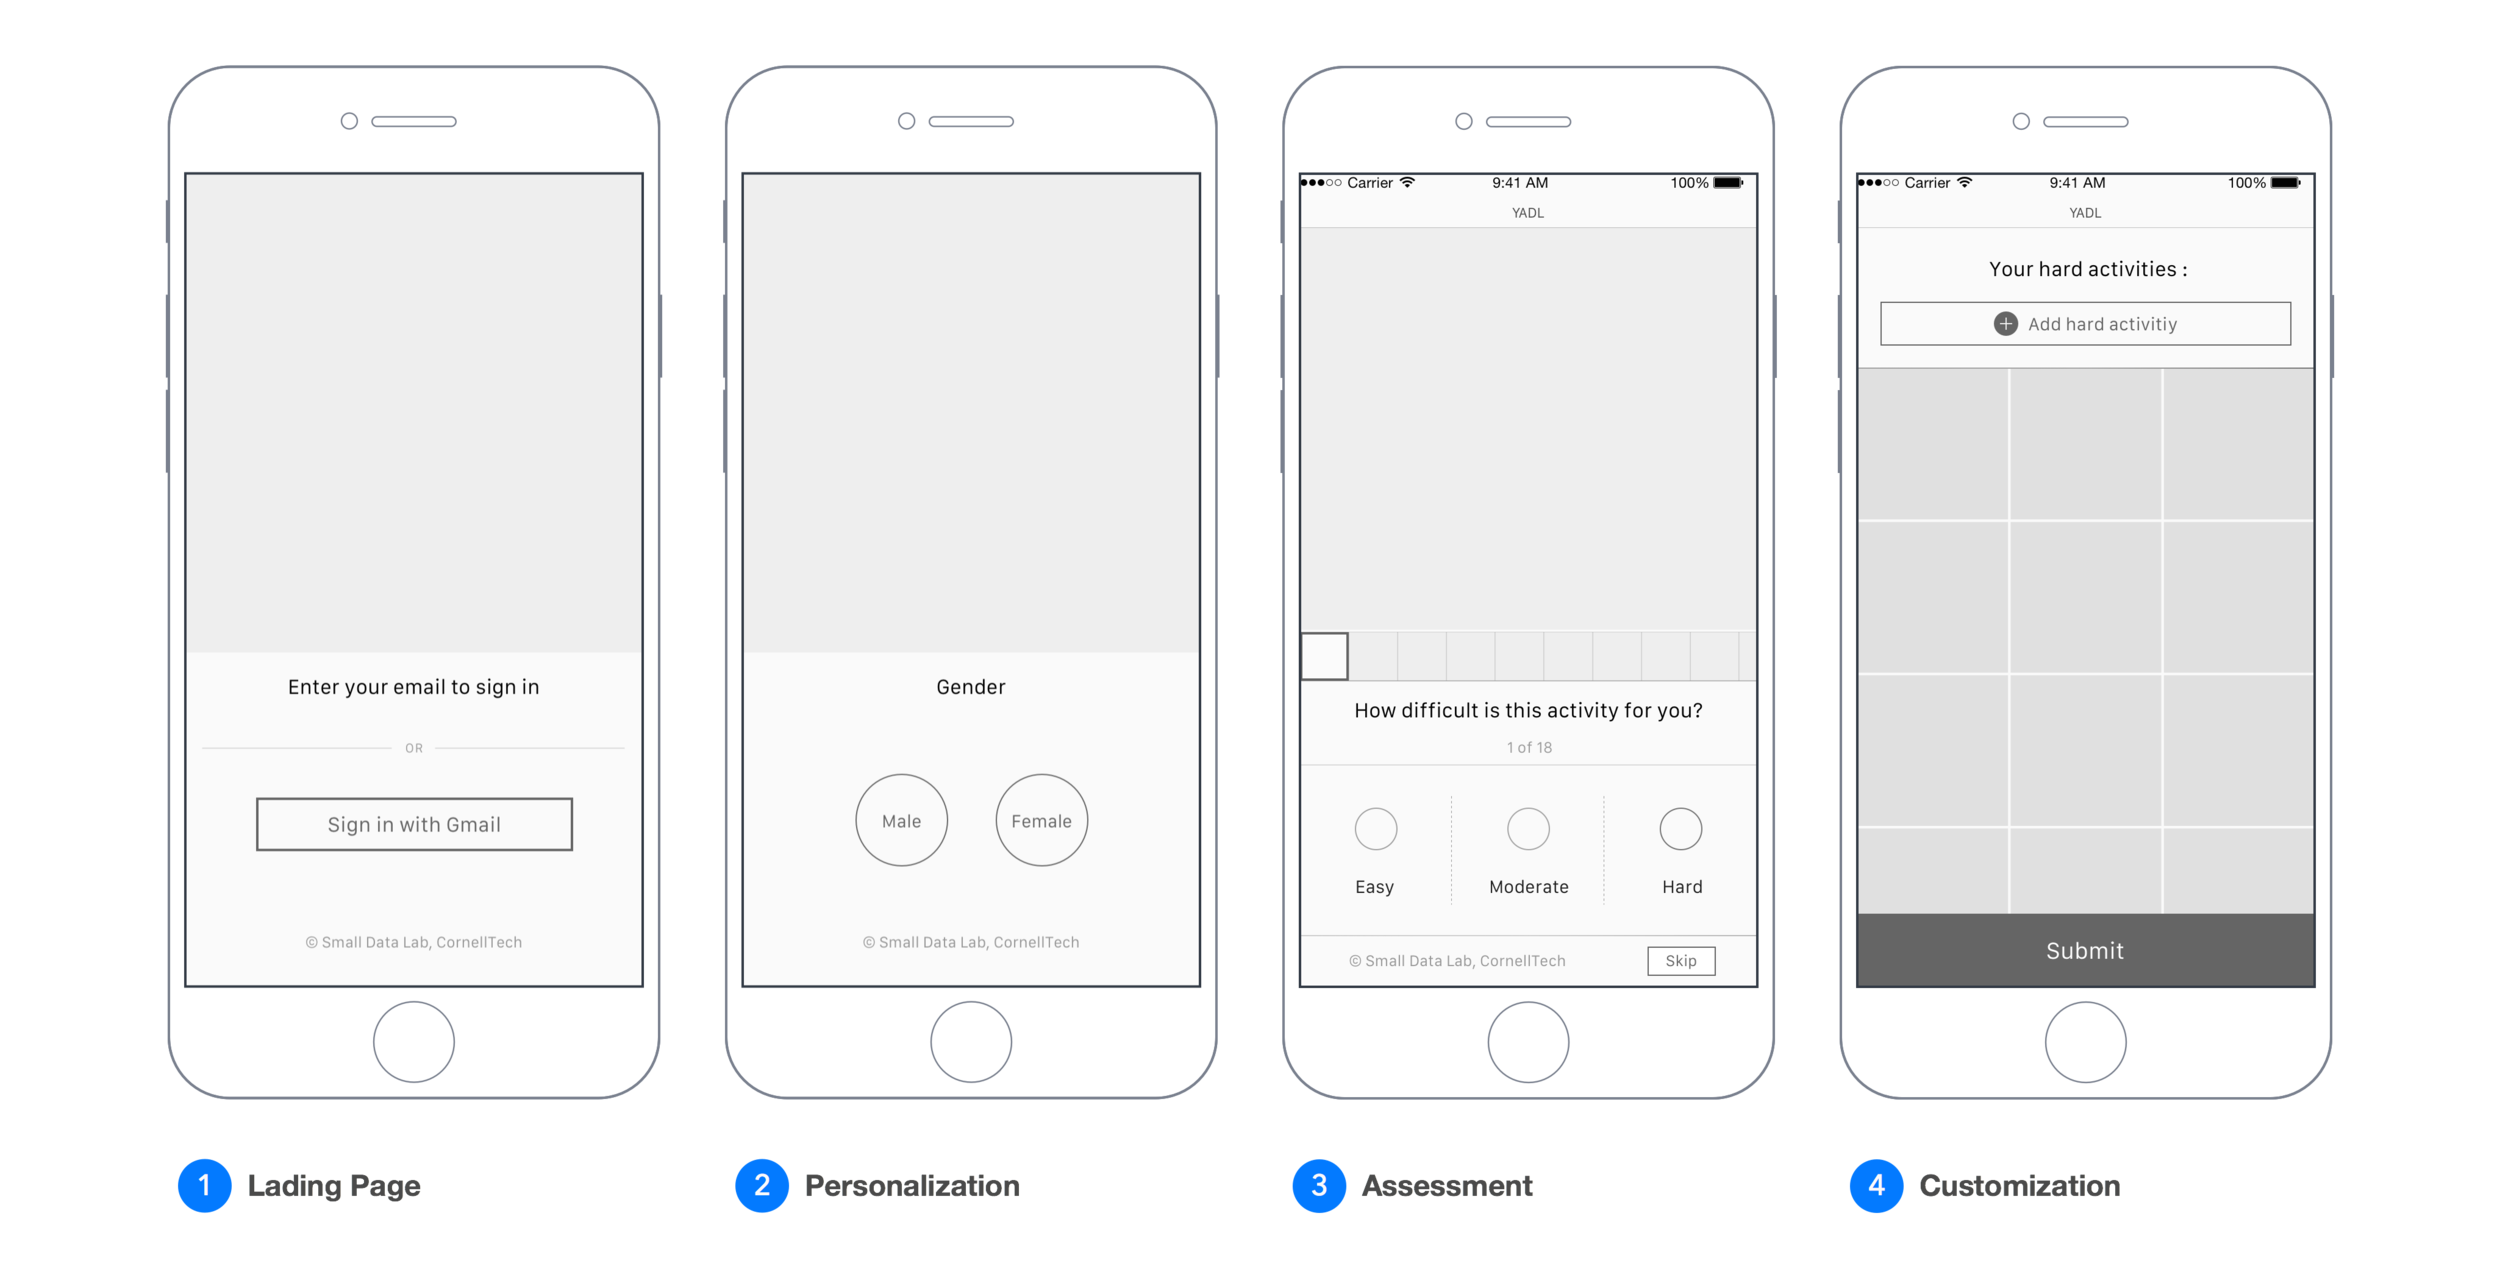 Enter your email to sign in
OR
Sign in with Gmail
© Small Data Lab, CornellTech
1 Lading Page
Gender
Male
Female
© Small Data Lab, CornellTech
2 Personalization
Carrier 9:41 AM 100%
YADL
How difficult is this activity for you?
1 of 18
Easy
Moderate
Hard
© Small Data Lab, CornellTech
Skip
3 Assessment
Carrier 9:41 AM 100%
YADL
Your hard activities :
Add hard activitiy
Submit
4 Customization